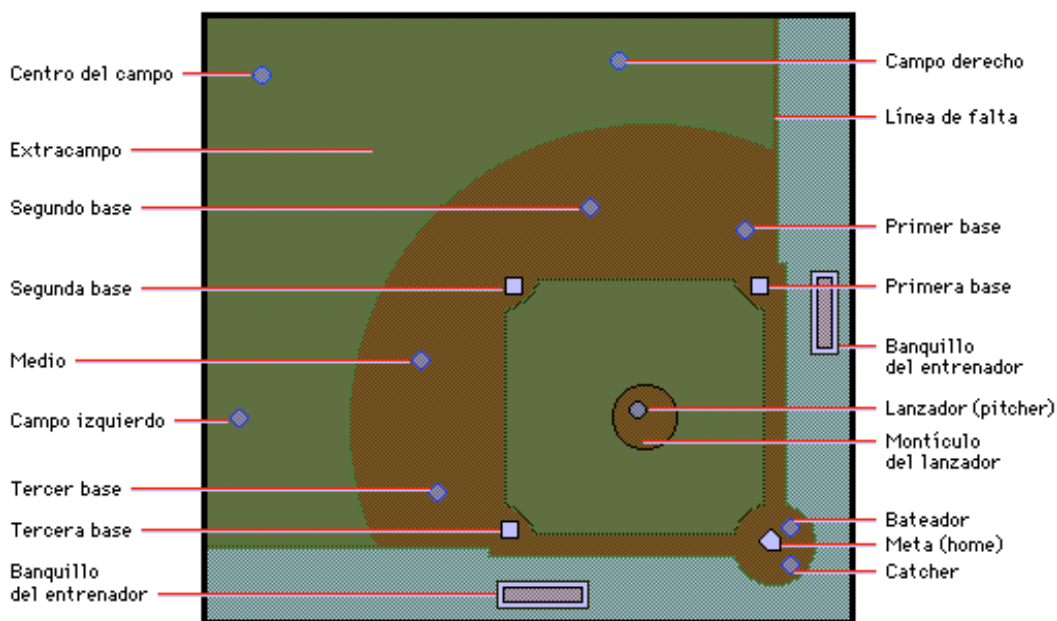 Centro del campo
Extracampo
Segundo base
Segunda base
Medio
Campo izquierdo
Tercer base
Tercera base
Banquillo
del entrenador
Campo derecho
Línea de falta
Primer base
Primera base
Banquillo
del entrenador
Lanzador (pitcher)
Montículo
del lanzador
Bateador
Meta (home)
Catcher